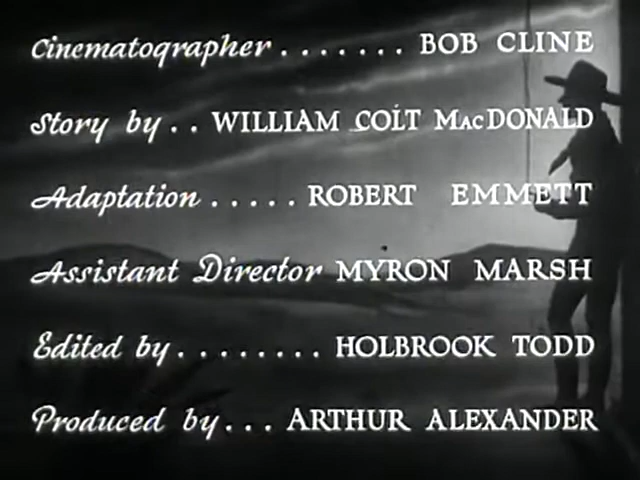 Cinematographer . . . . . . . BOB CLINE
Story by . . WILLIAM COLT MACDONALD
Adaptation . . . . . ROBERT EMMETT
Assistant Director MYRON MARSH
Edited by . . . . . . . . HOLBROOK TODD
Produced by . . . ARTHUR ALEXANDER